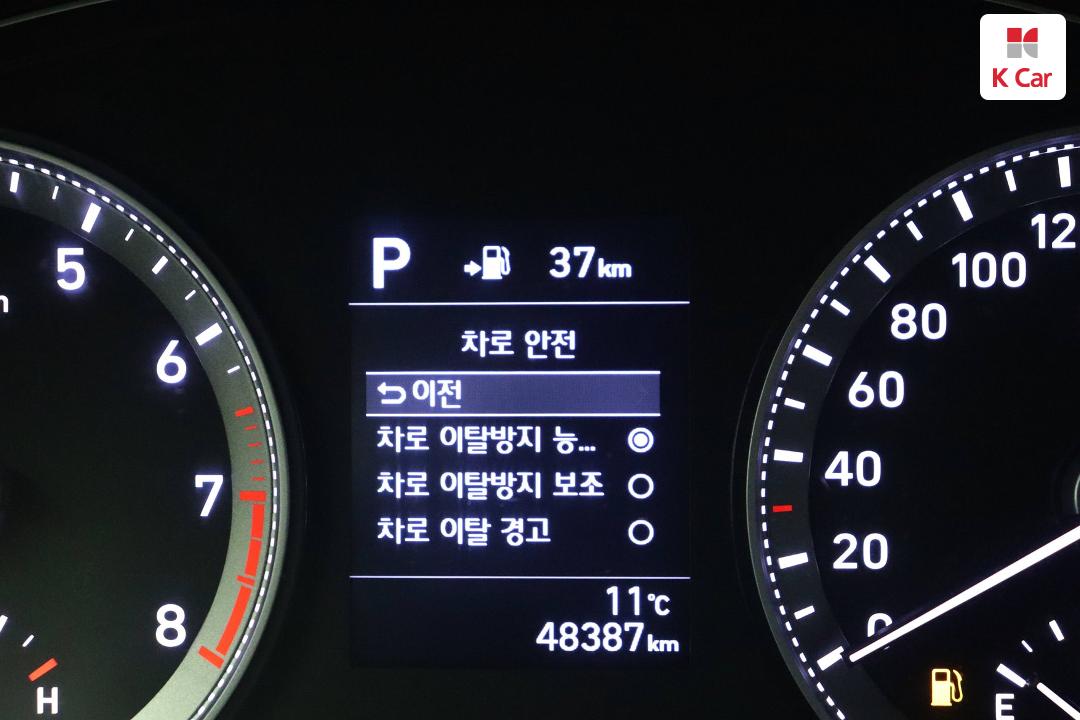 K Car
P 37km
차로 안전
이전
차로 이탈방지 능...
차로 이탈방지 보조
차로 이탈 경고
11℃
48387km
5
6
7
8
H
12
100
80
60
40
20
0
E